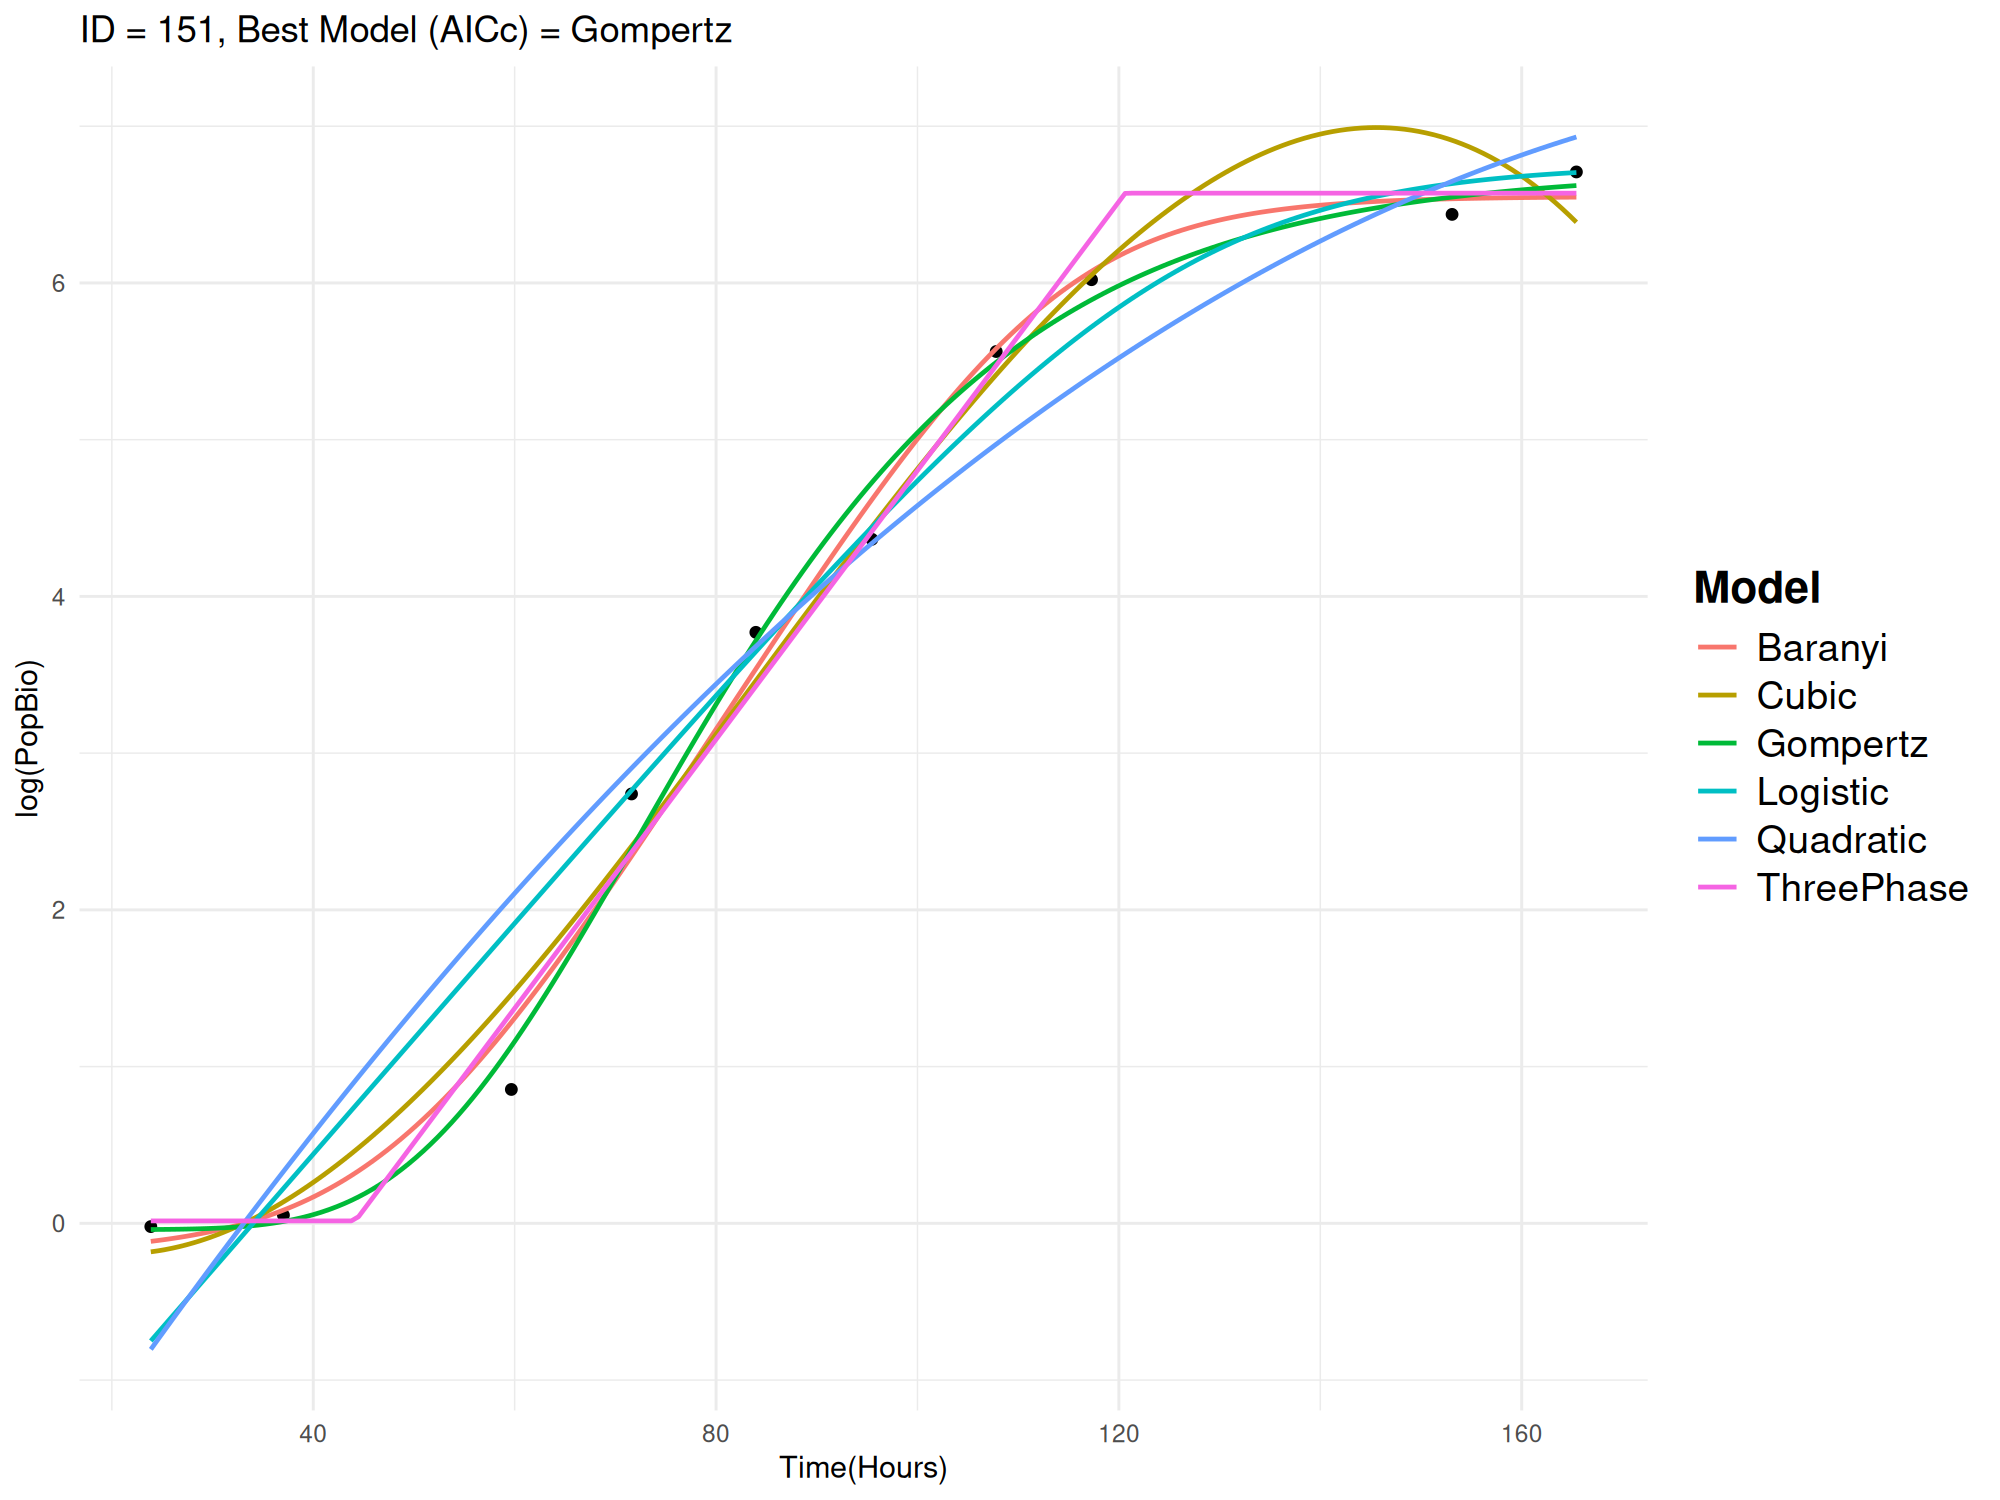 ID = 151, Best Model (AICc) = Gompertz
log(PopBio)
6
4
2
0
40 80 120 160
Time(Hours)
Model
Baranyi
Cubic
Gompertz
Logistic
Quadratic
ThreePhase